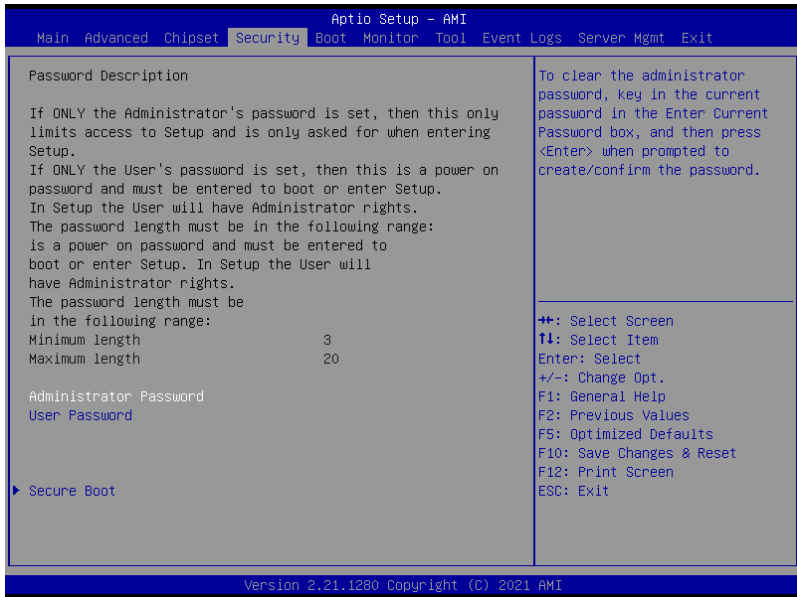 Aptio Setup – AMI
Main Advanced Chipset Security Boot Monitor Tool Event Logs Server Mgmt Exit
Password Description
If ONLY the Administrator's password is set, then this only
limits access to Setup and is only asked for when entering
Setup.
If ONLY the User's password is set, then this is a power on
password and must be entered to boot or enter Setup.
In Setup the User will have Administrator rights.
The password length must be in the following range:
is a power on password and must be entered to
boot or enter Setup. In Setup the User will
have Administrator rights.
The password length must be
in the following range:
Minimum length 3
Maximum length 20
Administrator Password
User Password
Secure Boot
To clear the administrator
password, key in the current
password in the Enter Current
Password box, and then press
<Enter> when prompted to
create/confirm the password.
→←: Select Screen
↑↓: Select Item
Enter: Select
+/-: Change Opt.
F1: General Help
F2: Previous Values
F5: Optimized Defaults
F10: Save Changes & Reset
F12: Print Screen
ESC: Exit
Version 2.21.1280 Copyright (C) 2021 AMI